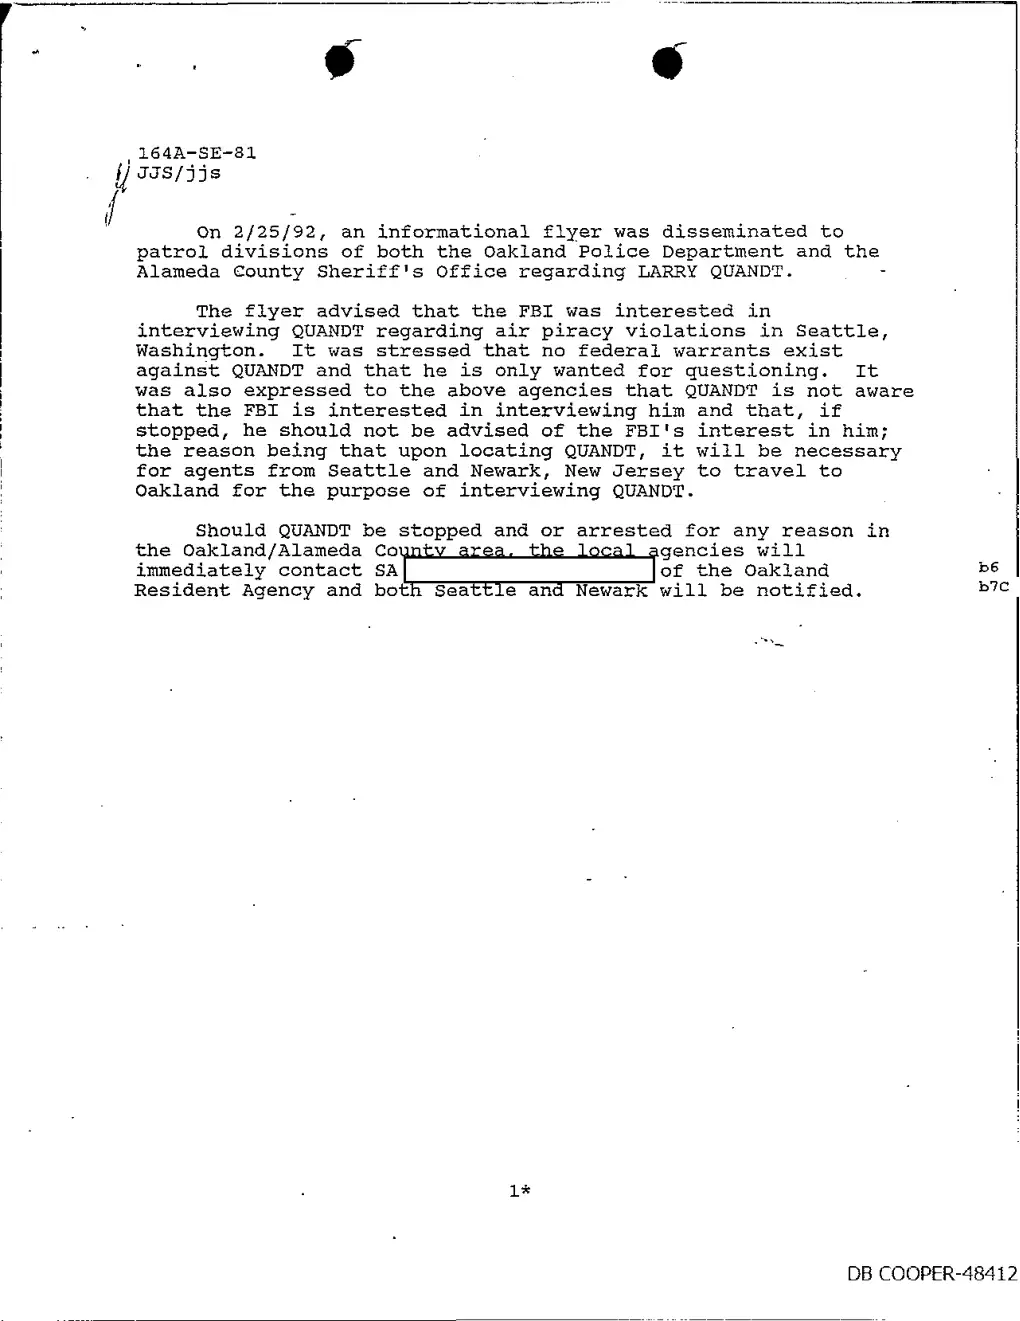 164A-SE-81
JJS/jjs
On 2/25/92, an informational flyer was disseminated to
patrol divisions of both the Oakland Police Department and the
Alameda County Sheriff's Office regarding LARRY QUANDT.
The flyer advised that the FBI was interested in
interviewing QUANDT regarding air piracy violations in Seattle,
Washington. It was stressed that no federal warrants exist
against QUANDT and that he is only wanted for questioning. It
was also expressed to the above agencies that QUANDT is not aware
that the FBI is interested in interviewing him and that, if
stopped, he should not be advised of the FBI's interest in him;
the reason being that upon locating QUANDT, it will be necessary
for agents from Seattle and Newark, New Jersey to travel to
Oakland for the purpose of interviewing QUANDT.
Should QUANDT be stopped and or arrested for any reason in
the Oakland/Alameda County area, the local agencies will
immediately contact SA of the Oakland
Resident Agency and both Seattle and Newark will be notified.
b6
b7C
1*
DB COOPER-48412